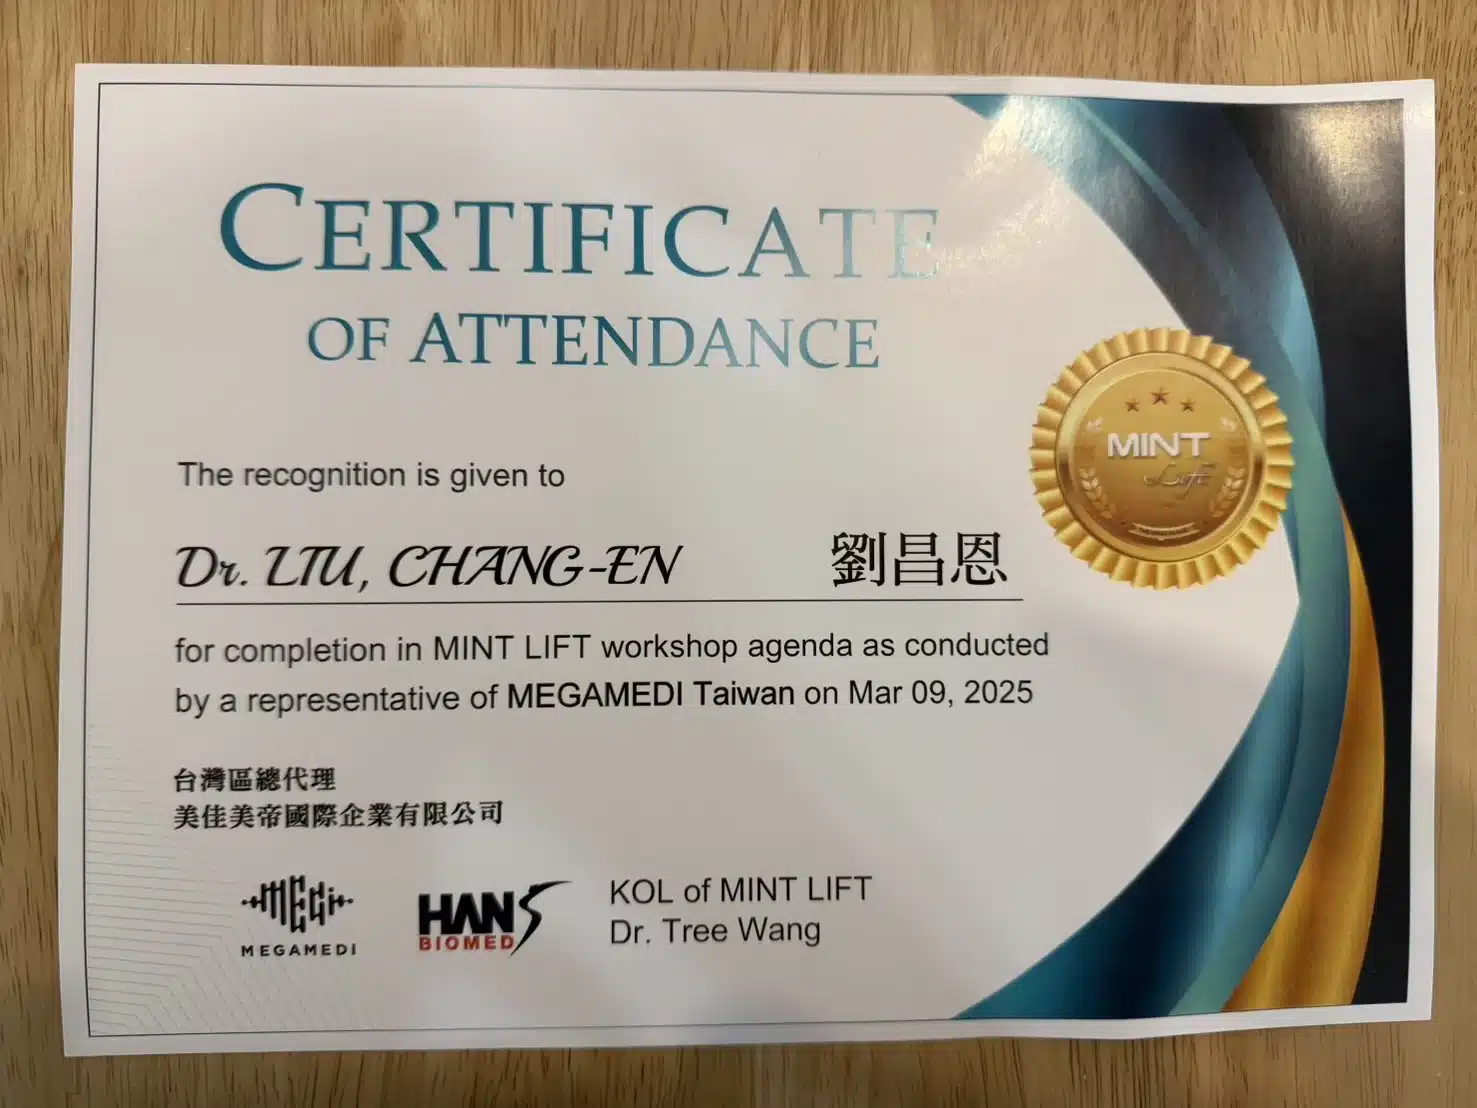 CERTIFICATE
OF ATTENDANCE
MINT
Lift
The recognition is given to
Dr. LIU, CHANG-EN 劉昌恩
for completion in MINT LIFT workshop agenda as conducted
by a representative of MEGAMEDI Taiwan on Mar 09, 2025
台灣區總代理
美佳美帝國際企業有限公司
MEGAMEDI
HANS
BIOMED
KOL of MINT LIFT
Dr. Tree Wang